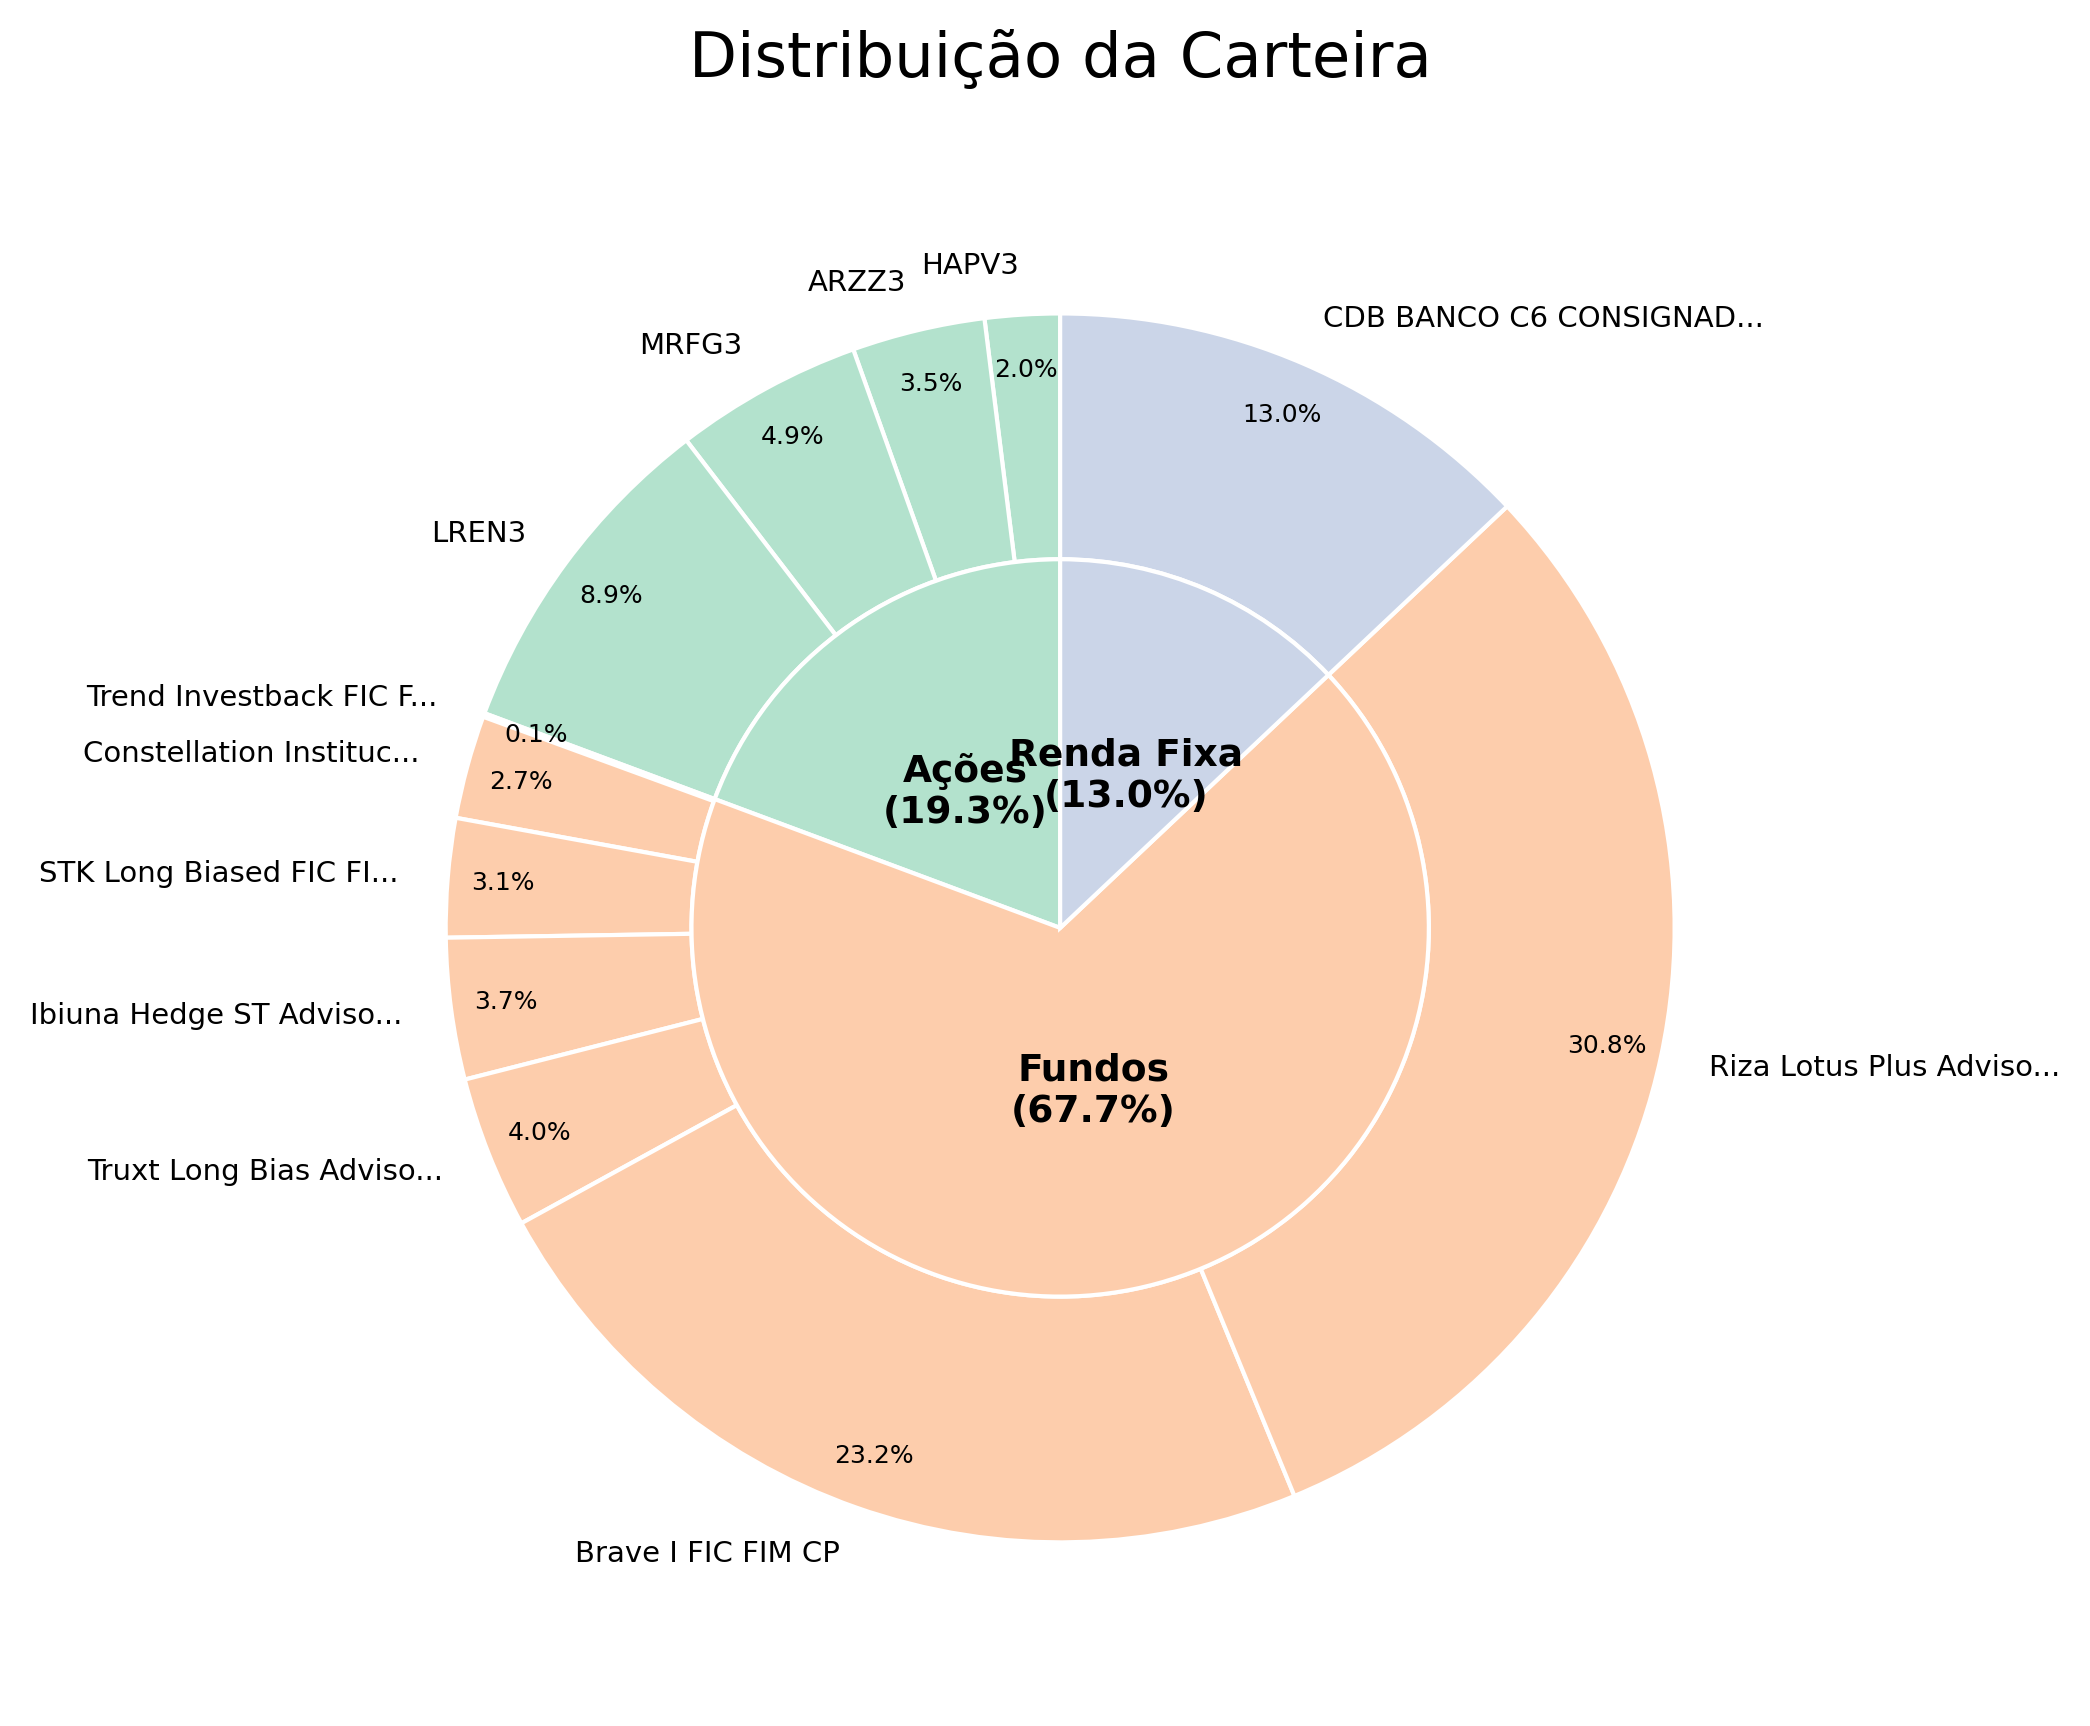 Distribuição da Carteira
HAPV3
ARZZ3
CDB BANCO C6 CONSIGNAD...
MRFG3
2.0%
3.5%
13.0%
4.9%
LREN3
8.9%
Trend Investback FIC F...
0.1%
Constellation Instituc...
2.7%
Ações
(19.3%)
Renda Fixa
(13.0%)
STK Long Biased FIC FI...
3.1%
Ibiuna Hedge ST Adviso...
3.7%
Fundos
(67.7%)
30.8%
Riza Lotus Plus Adviso...
4.0%
Truxt Long Bias Adviso...
23.2%
Brave I FIC FIM CP